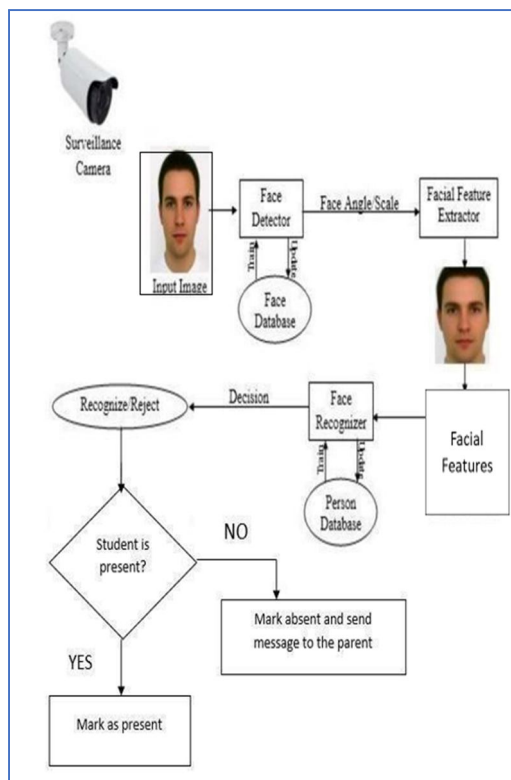 Surveillance
Camera
Input Image
Face
Detector
Face Angle/Scale
Facial Feature
Extractor
Train
Update
Face
Database
Recognize/Reject
Decision
Face
Recognizer
Facial
Features
Train
Update
Person
Database
Student is
present?
NO
Mark absent and send
message to the parent
YES
Mark as present